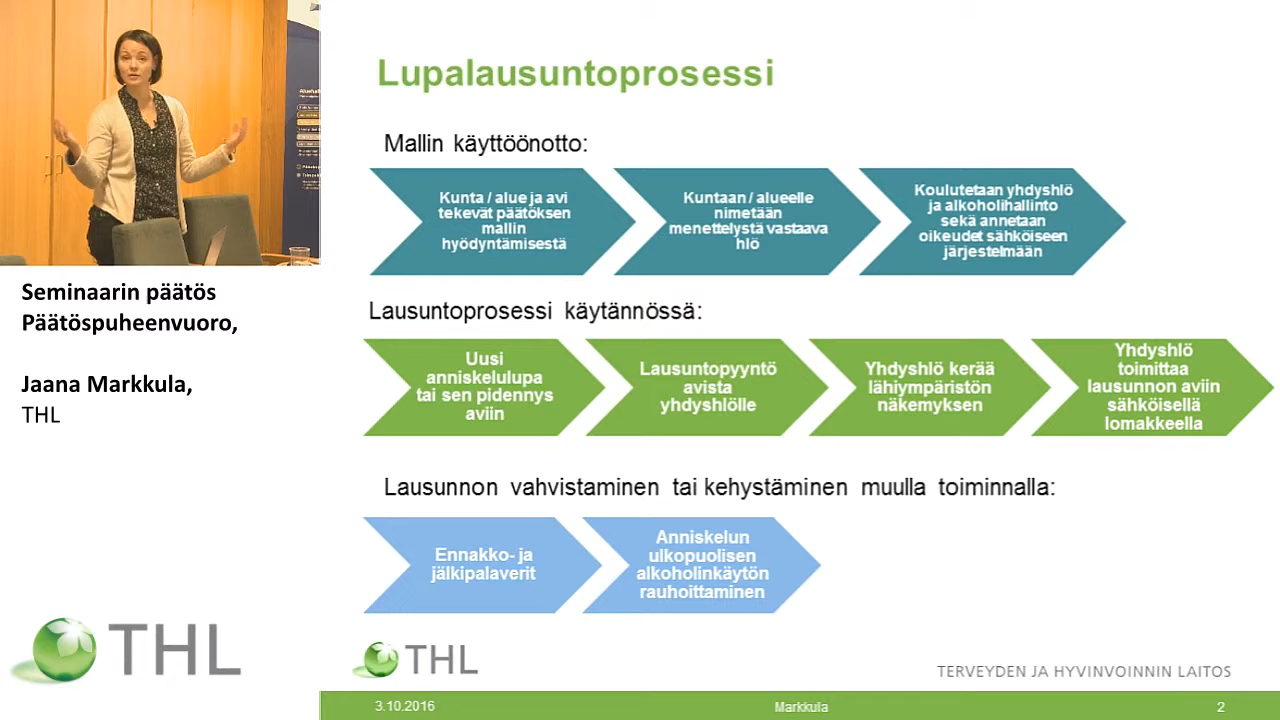 Lupalausuntoprosessi
Mallin käyttöönotto:
Kunta / alue ja avi
tekevät päätöksen
mallin
hyödyntämisestä
Kuntaan / alueelle
nimetään
menettelystä vastaava
hlö
Koulutetaan yhdyshlö
ja alkoholihallinto
sekä annetaan
oikeudet sähköiseen
järjestelmään
Lausuntoprosessi käytännössä:
Uusi
anniskelulupa
tai sen pidennys
aviin
Lausuntopyyntö
avista
yhdyshlölle
Yhdyshlö kerää
lähiympäristön
näkemyksen
Yhdyshlö
toimittaa
lausunnon aviin
sähköisellä
lomakkeella
Lausunnon vahvistaminen tai kehystäminen muulla toiminnalla:
Ennakko- ja
jälkipalaverit
Anniskelun
ulkopuolisen
alkoholinkäytön
rauhoittaminen
Seminaarin päätös
Päätöspuheenvuoro,
Jaana Markkula,
THL
THL
THL
TERVEYDEN JA HYVINVOINNIN LAITOS
3.10.2016
Markkula
2